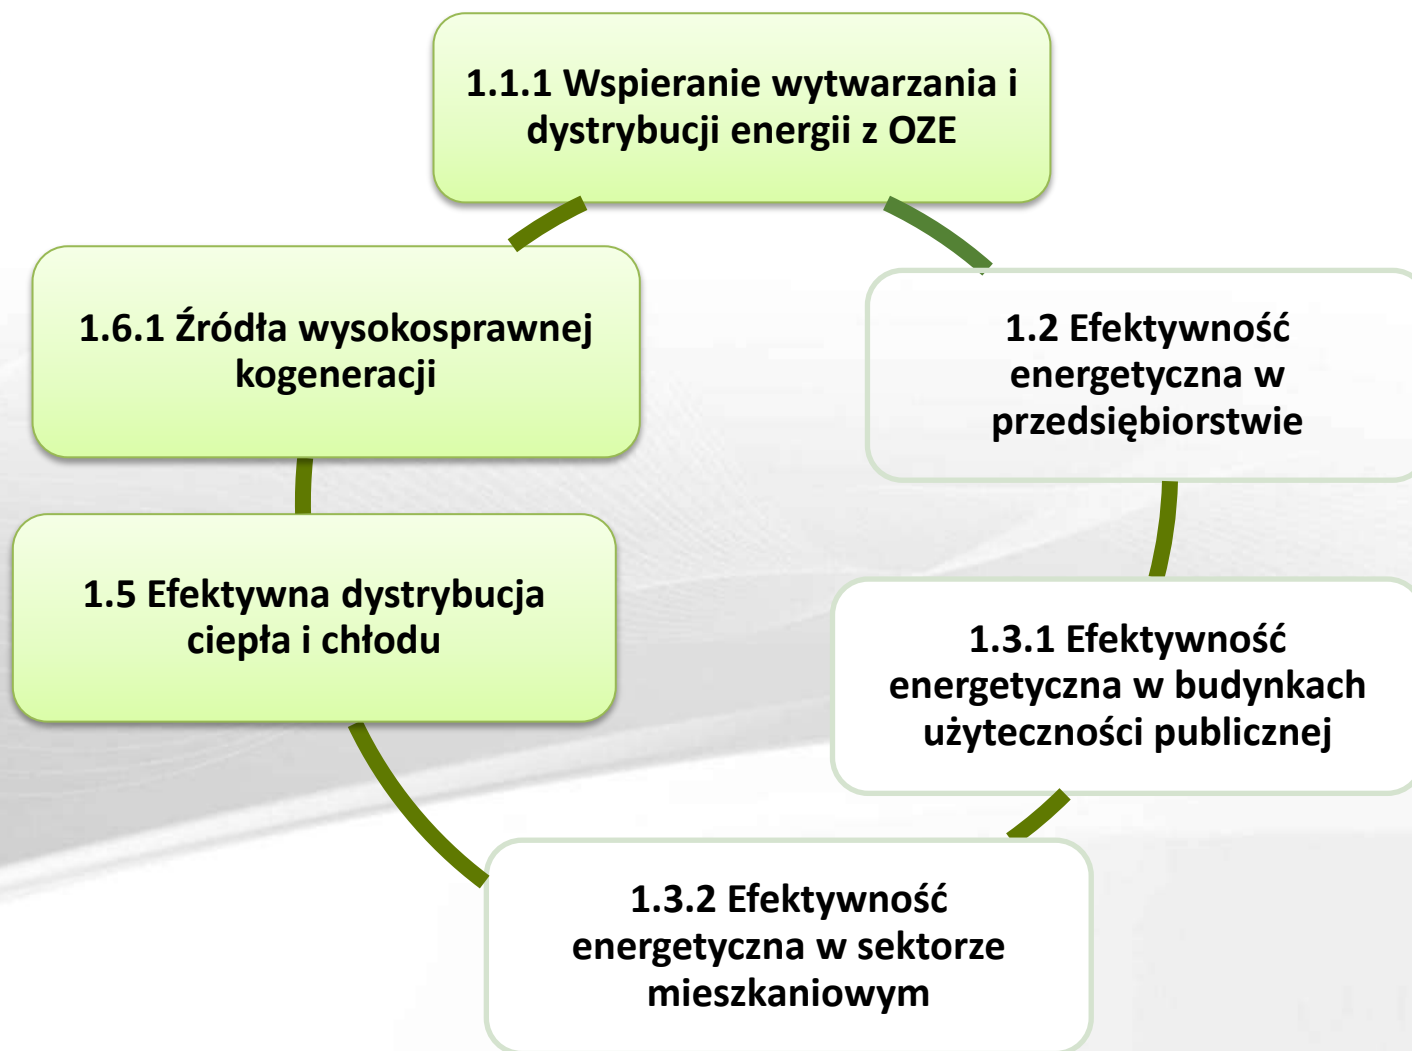 1.1.1 Wspieranie wytwarzania i
dystrybucji energii z OZE
1.6.1 Źródła wysokosprawnej
kogeneracji
1.2 Efektywność
energetyczna w
przedsiębiorstwie
1.5 Efektywna dystrybucja
ciepła i chłodu
1.3.1 Efektywność
energetyczna w budynkach
użyteczności publicznej
1.3.2 Efektywność
energetyczna w sektorze
mieszkaniowym